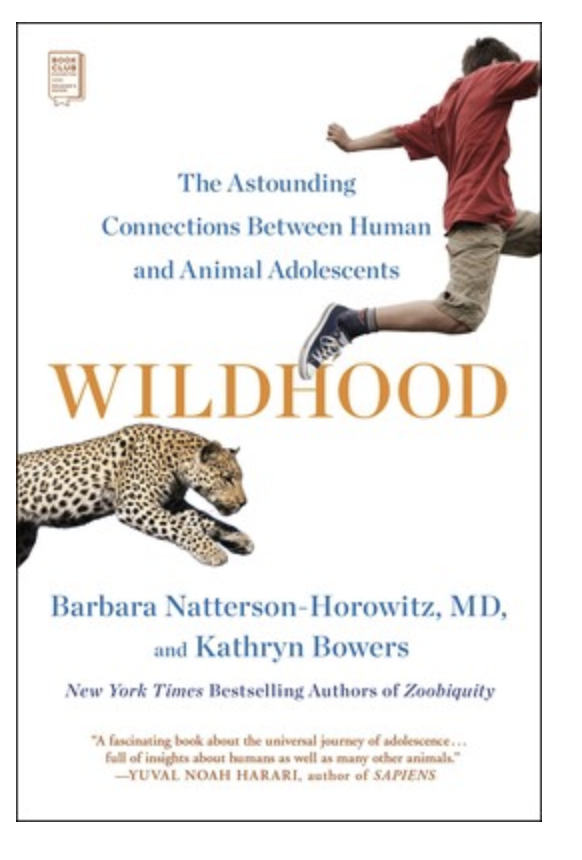 BOOK
CLUB
The Astounding
Connections Between Human
and Animal Adolescents
WILDHOOD
Barbara Natterson-Horowitz, MD,
and Kathryn Bowers
New York Times Bestselling Authors of Zoobiquity
“A fascinating book about the universal journey of adolescence…
full of insights about humans as well as many other animals.”
—YUVAL NOAH HARARI, author of SAPIENS